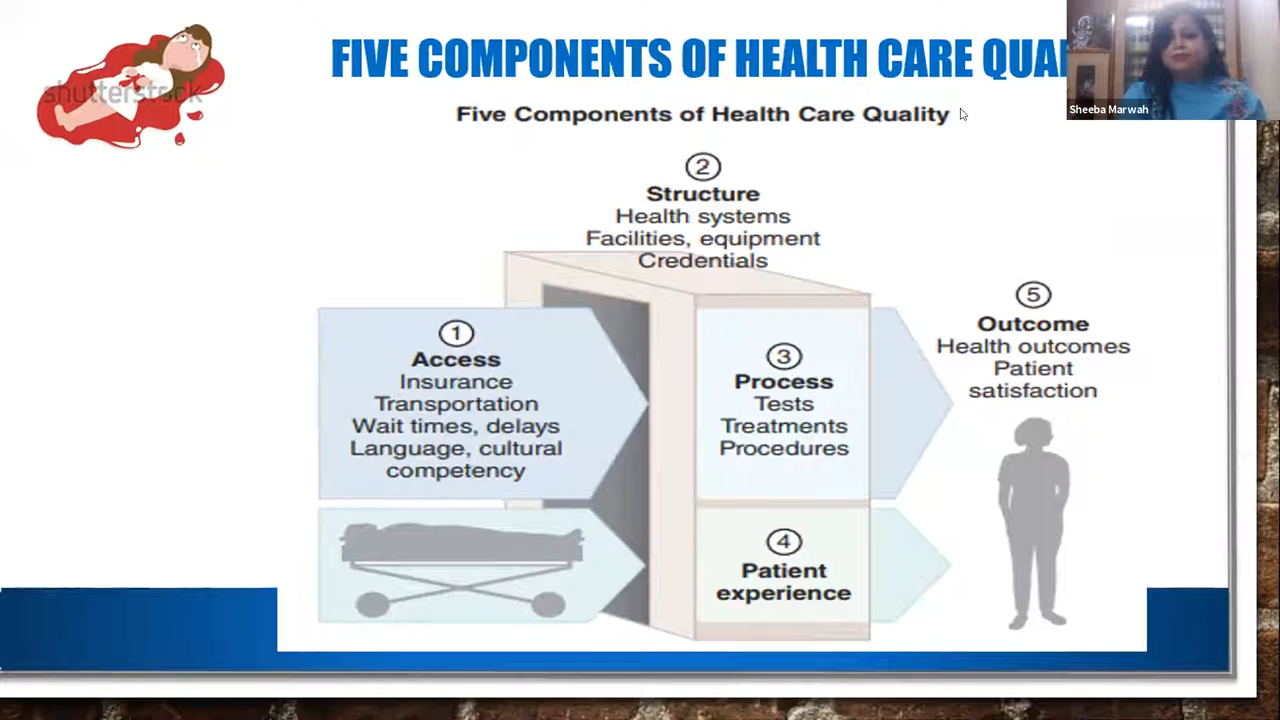 FIVE COMPONENTS OF HEALTH CARE QUA
Sheeba Marwah
shutterstock
Five Components of Health Care Quality
2
Structure
Health systems
Facilities, equipment
Credentials
1
Access
Insurance
Transportation
Wait times, delays
Language, cultural
competency
3
Process
Tests
Treatments
Procedures
4
Patient
experience
5
Outcome
Health outcomes
Patient
satisfaction